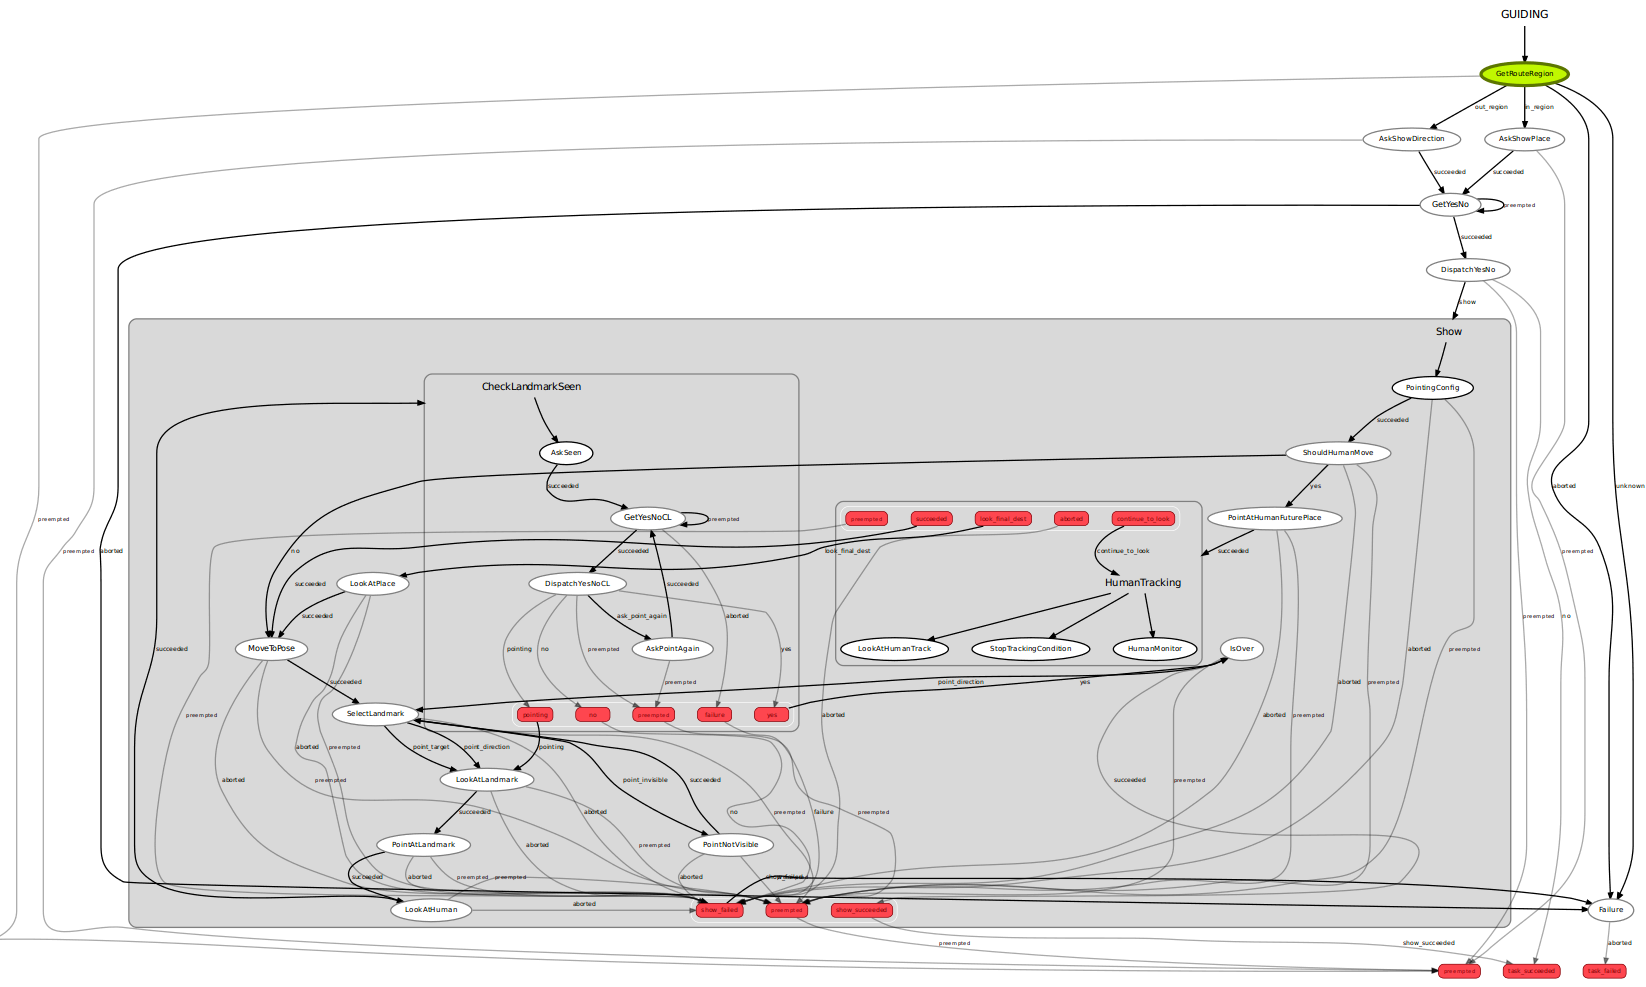 GUIDING
GetRouteRegion
out_region
in_region
AskShowDirection
AskShowPlace
succeeded
succeeded
GetYesNo
preempted
succeeded
DispatchYesNo
show
Show
CheckLandmarkSeen
PointingConfig
succeeded
AskSeen
ShouldHumanMove
succeeded
yes
aborted
unknown
preempted
succeeded
look_final_dest
aborted
continue_to_look
GetYesNoCL
preempted
PointAtHumanFuturePlace
preempted
preempted
aborted
no
succeeded
look_final_dest
continue_to_look
succeeded
preempted
LookAtPlace
succeeded
DispatchYesNoCL
succeeded
HumanTracking
succeeded
ask_point_again
aborted
preempted
no
succeeded
MoveToPose
pointing
no
preempted
AskPointAgain
yes
LookAtHumanTrack
StopTrackingCondition
HumanMonitor
IsOver
aborted
preempted
succeeded
preempted
point_direction
yes
aborted
preempted
SelectLandmark
pointing
no
preempted
failure
yes
preempted
aborted
aborted
preempted
aborted
preempted
point_target
point_direction
pointing
LookAtLandmark
aborted
preempted
point_invisible
succeeded
succeeded
preempted
succeeded
aborted
no
preempted
failure
preempted
PointAtLandmark
aborted
preempted
PointNotVisible
succeeded
aborted
preempted
preempted
aborted
show_failed
LookAtHuman
aborted
show_failed
preempted
show_succeeded
Failure
preempted
show_succeeded
aborted
preempted
task_succeeded
task_failed